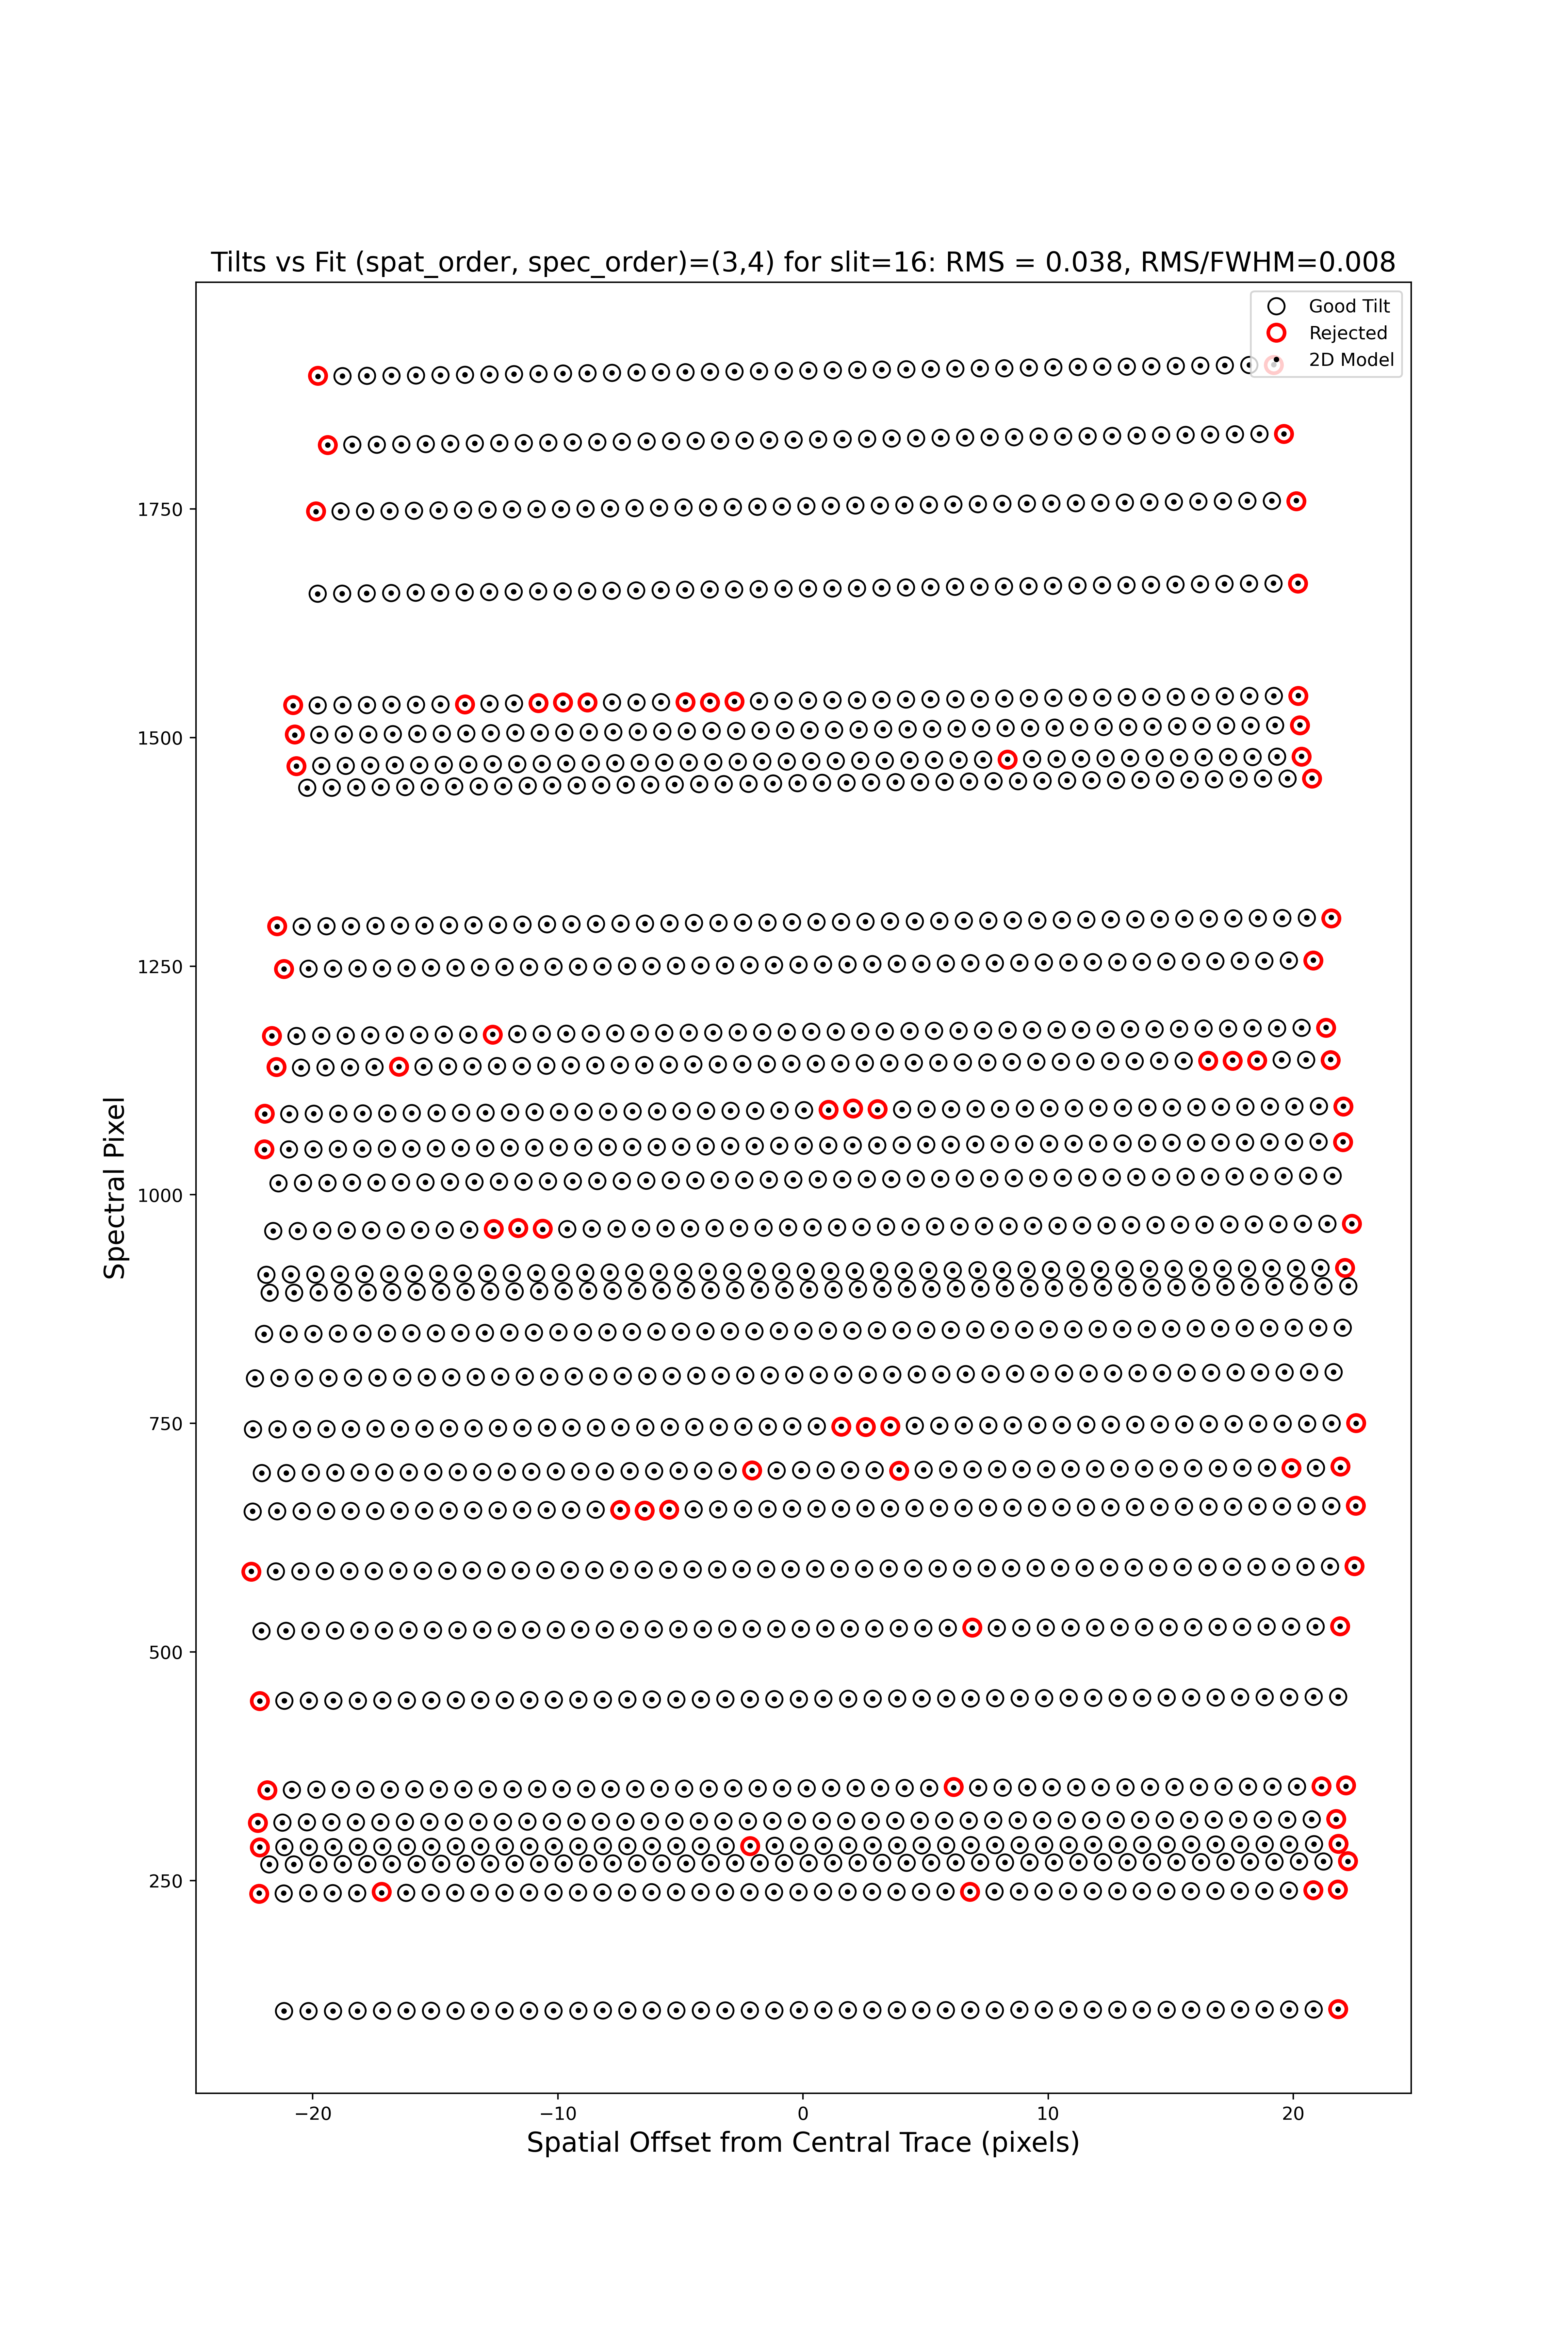 Tilts vs Fit (spat_order, spec_order)=(3,4) for slit=16: RMS = 0.038, RMS/FWHM=0.008
Good Tilt
Rejected
2D Model
1750
1500
1250
1000
750
500
250
Spectral Pixel
−20 −10 0 10 20
Spatial Offset from Central Trace (pixels)